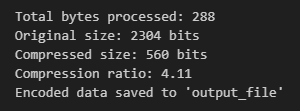 Total bytes processed: 288
Original size: 2304 bits
Compressed size: 560 bits
Compression ratio: 4.11
Encoded data saved to 'output_file'